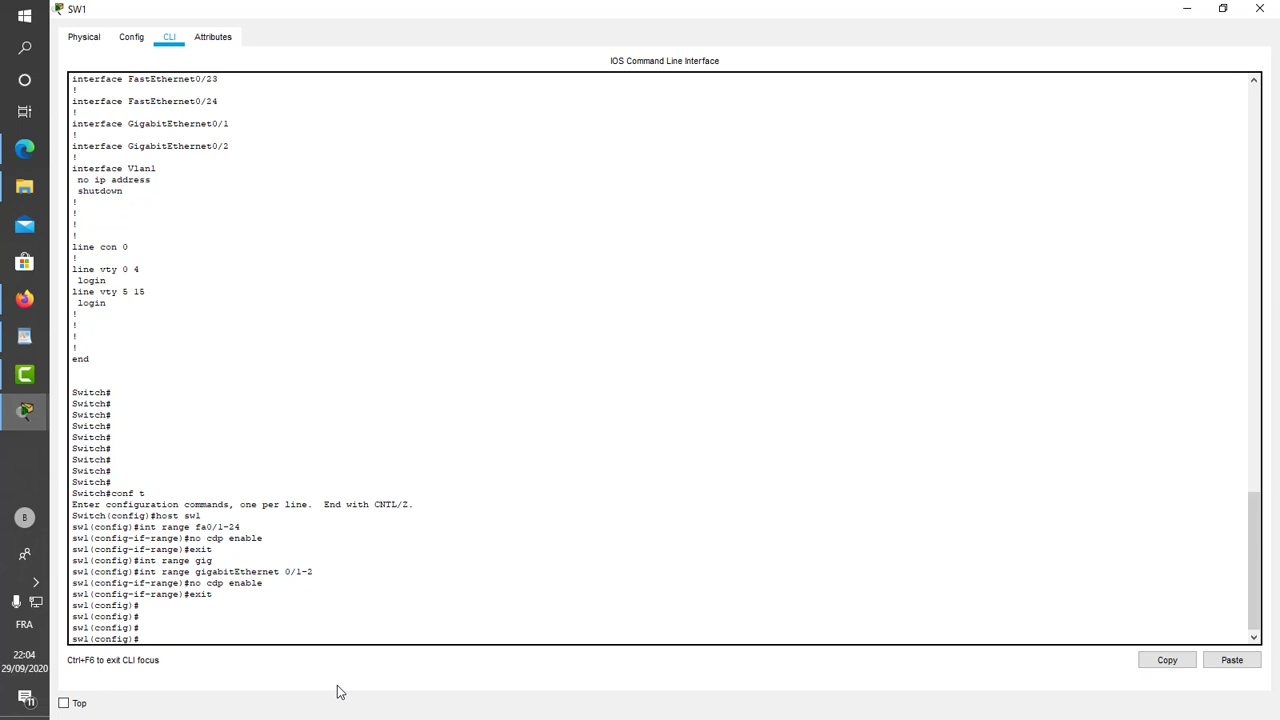 SW1
Physical
Config
CLI
Attributes
IOS Command Line Interface
interface FastEthernet0/23
!
interface FastEthernet0/24
!
interface GigabitEthernet0/1
!
interface GigabitEthernet0/2
!
interface Vlan1
no ip address
shutdown
!
!
!
!
line con 0
!
line vty 0 4
login
line vty 5 15
login
!
!
!
!
end
Switch#
Switch#
Switch#
Switch#
Switch#
Switch#
Switch#
Switch#
Switch#
Switch#conf t
Enter configuration commands, one per line.  End with CNTL/Z.
Switch(config)#host sw1
sw1(config)#int range fa0/1-24
sw1(config-if-range)#no cdp enable
sw1(config-if-range)#exit
sw1(config)#int range gig
sw1(config)#int range gigabitEthernet 0/1-2
sw1(config-if-range)#no cdp enable
sw1(config-if-range)#exit
sw1(config)#
sw1(config)#
sw1(config)#
sw1(config)#
Ctrl+F6 to exit CLI focus
Copy
Paste
Top
B
FRA
22:04
29/09/2020
11